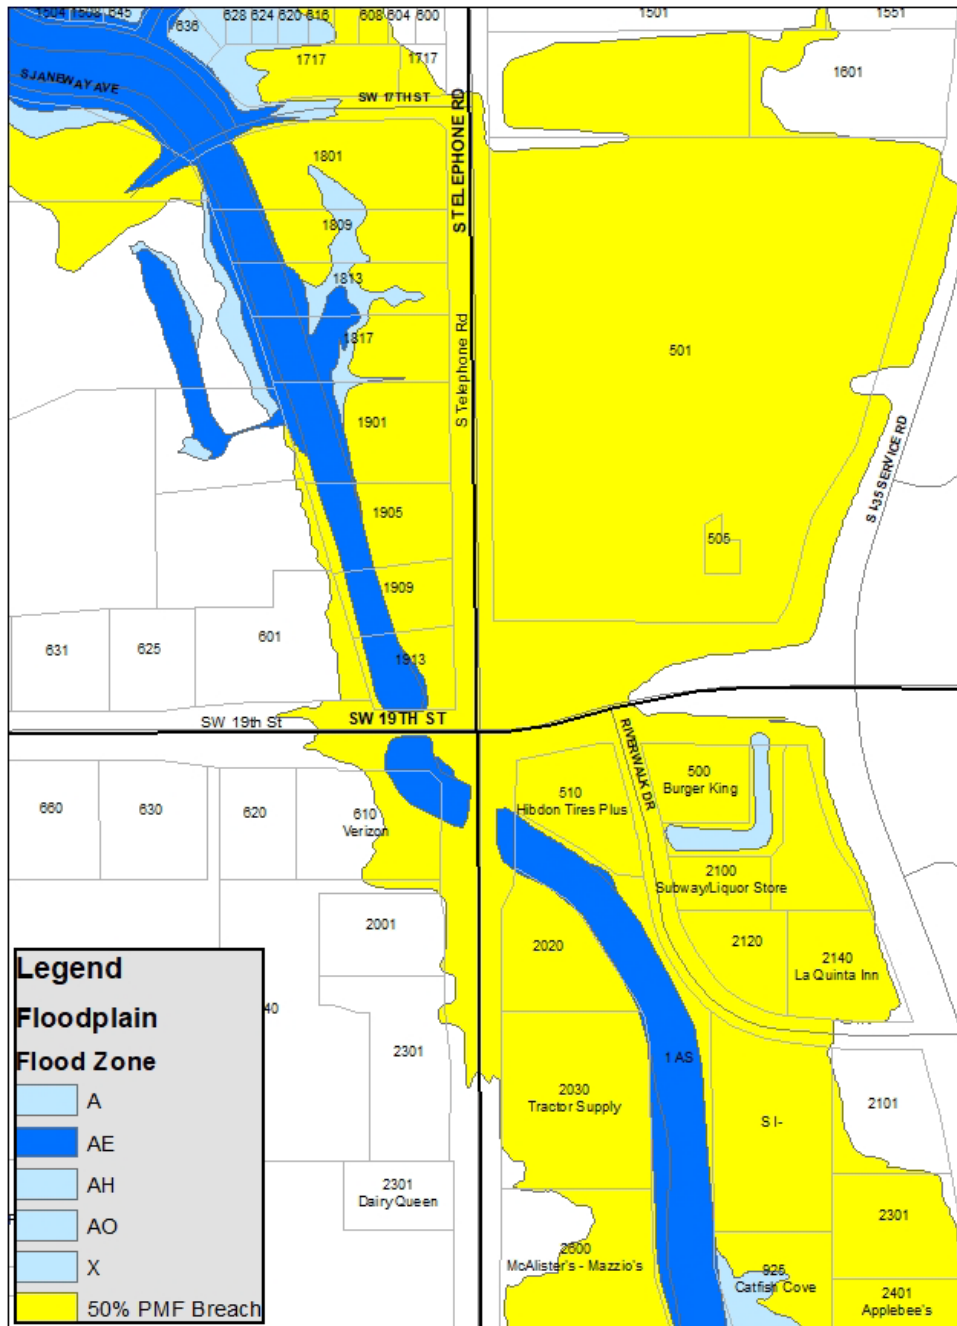 1504 1508 645
636
628 624 620 616
608 604 600
1501
1551
1717
1717
1601
S JANEWAY AVE
SW 17TH ST
S TELEPHONE RD
1801
1809
1813
1817
S Telephone Rd
501
1901
S I-35 SERVICE RD
1905
505
1909
601
625
631
1913
SW 19th St
SW 19TH ST
RIVERWALK DR
500
Burger King
510
Hibdon Tires Plus
660
630
620
610
Verizon
2100
Subway/Liquor Store
2001
2020
2120
2140
La Quinta Inn
40
2301
1 AS
2030
Tractor Supply
S I-
2101
2301
Dairy Queen
2301
2600
McAlister's - Mazzio's
925
Catfish Cove
2401
Applebee's
Legend
Floodplain
Flood Zone
A
AE
AH
AO
X
50% PMF Breach